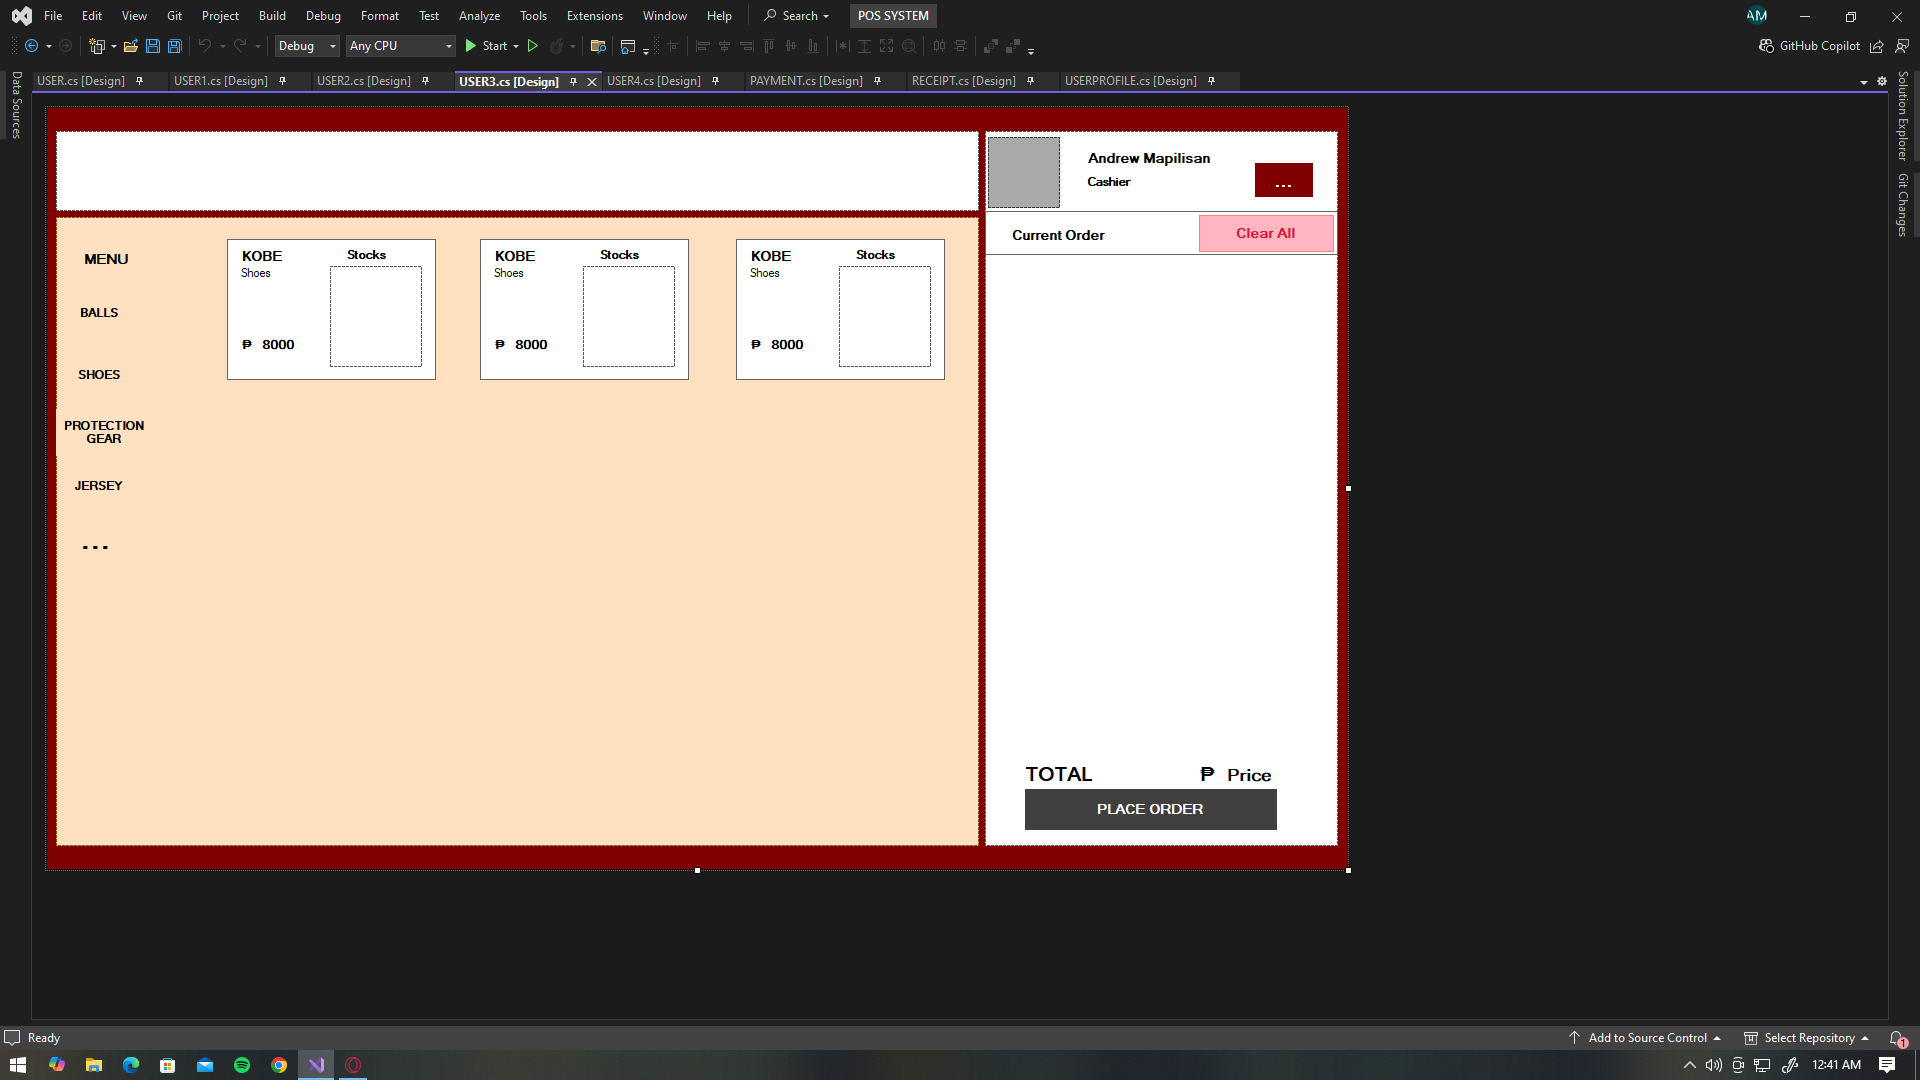 File Edit View Git Project Build Debug Format Test Analyze Tools Extensions Window Help Search POS SYSTEM AM
Debug Any CPU Start GitHub Copilot
USER.cs [Design] USER1.cs [Design] USER2.cs [Design] USER3.cs [Design] USER4.cs [Design] PAYMENT.cs [Design] RECEIPT.cs [Design] USERPROFILE.cs [Design]
Data Sources
Solution Explorer
Git Changes
Andrew Mapilisan
Cashier
...
Current Order Clear All
MENU
BALLS
SHOES
PROTECTION
GEAR
JERSEY
...
KOBE Stocks
Shoes
₱ 8000
KOBE Stocks
Shoes
₱ 8000
KOBE Stocks
Shoes
₱ 8000
TOTAL ₱ Price
PLACE ORDER
Ready Add to Source Control Select Repository 1
12:41 AM